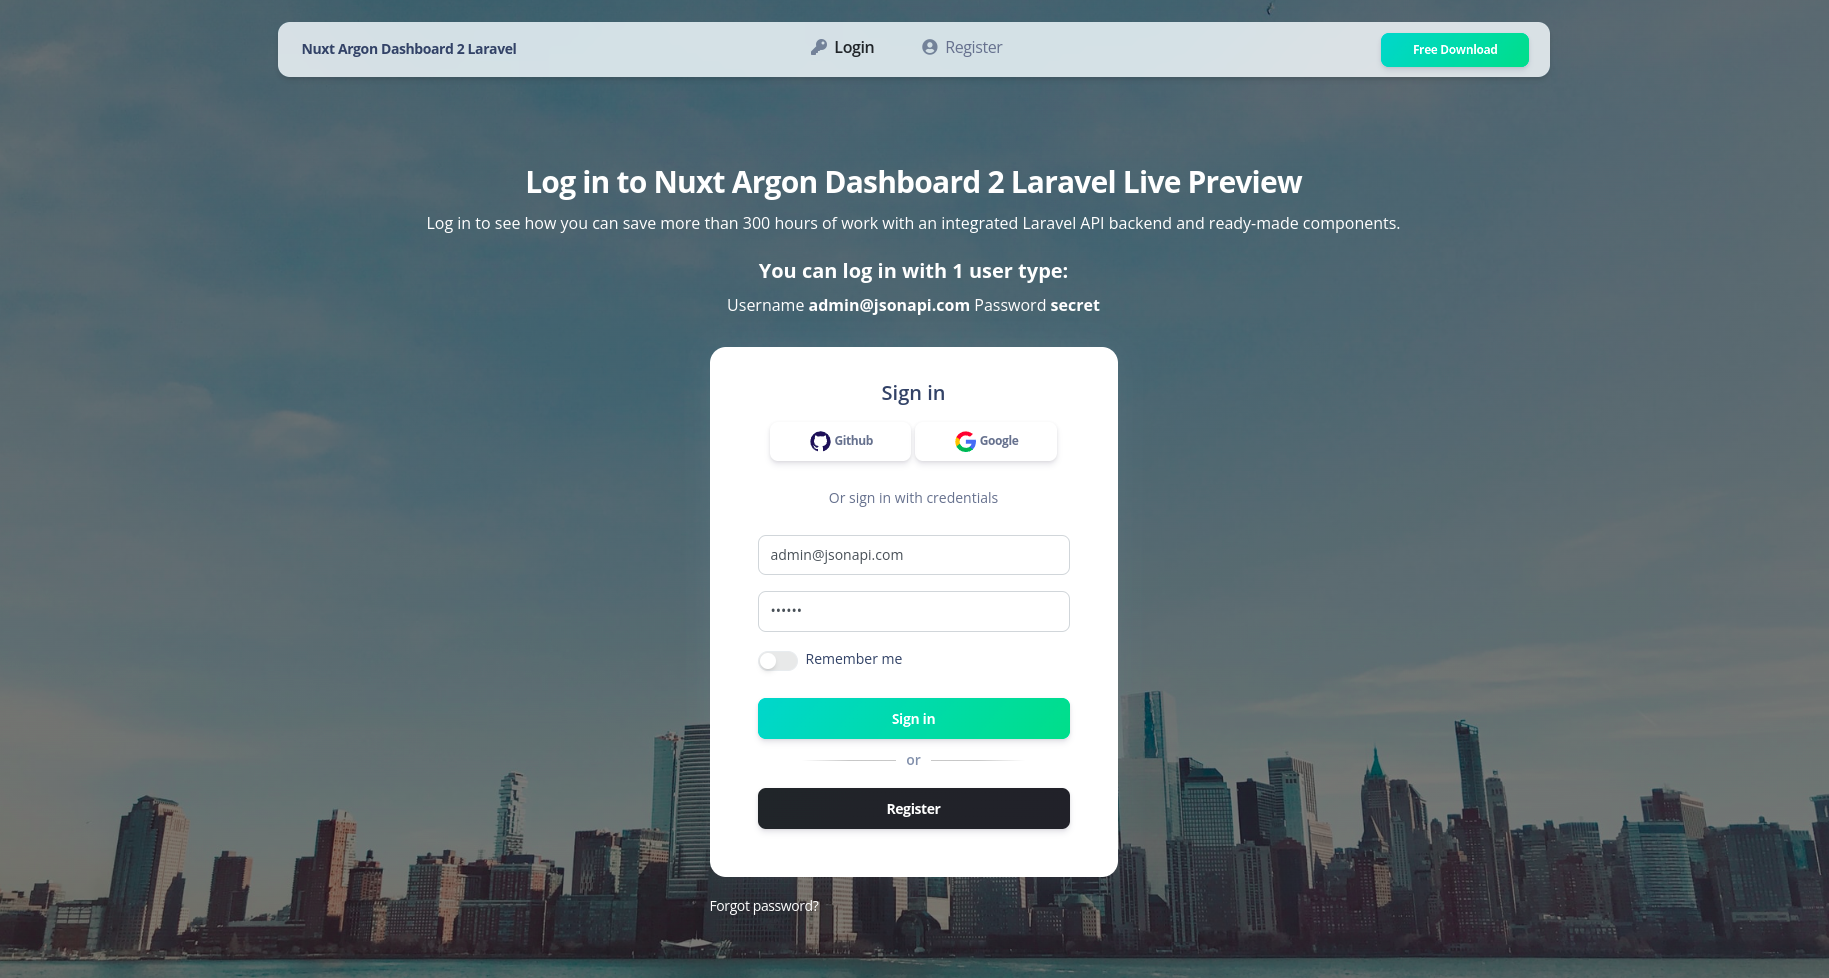 Nuxt Argon Dashboard 2 Laravel
Login
Register
Free Download
Log in to Nuxt Argon Dashboard 2 Laravel Live Preview
Log in to see how you can save more than 300 hours of work with an integrated Laravel API backend and ready-made components.
You can log in with 1 user type:
Username admin@jsonapi.com Password secret
Sign in
Github
Google
Or sign in with credentials
admin@jsonapi.com
••••••
Remember me
Sign in
or
Register
Forgot password?